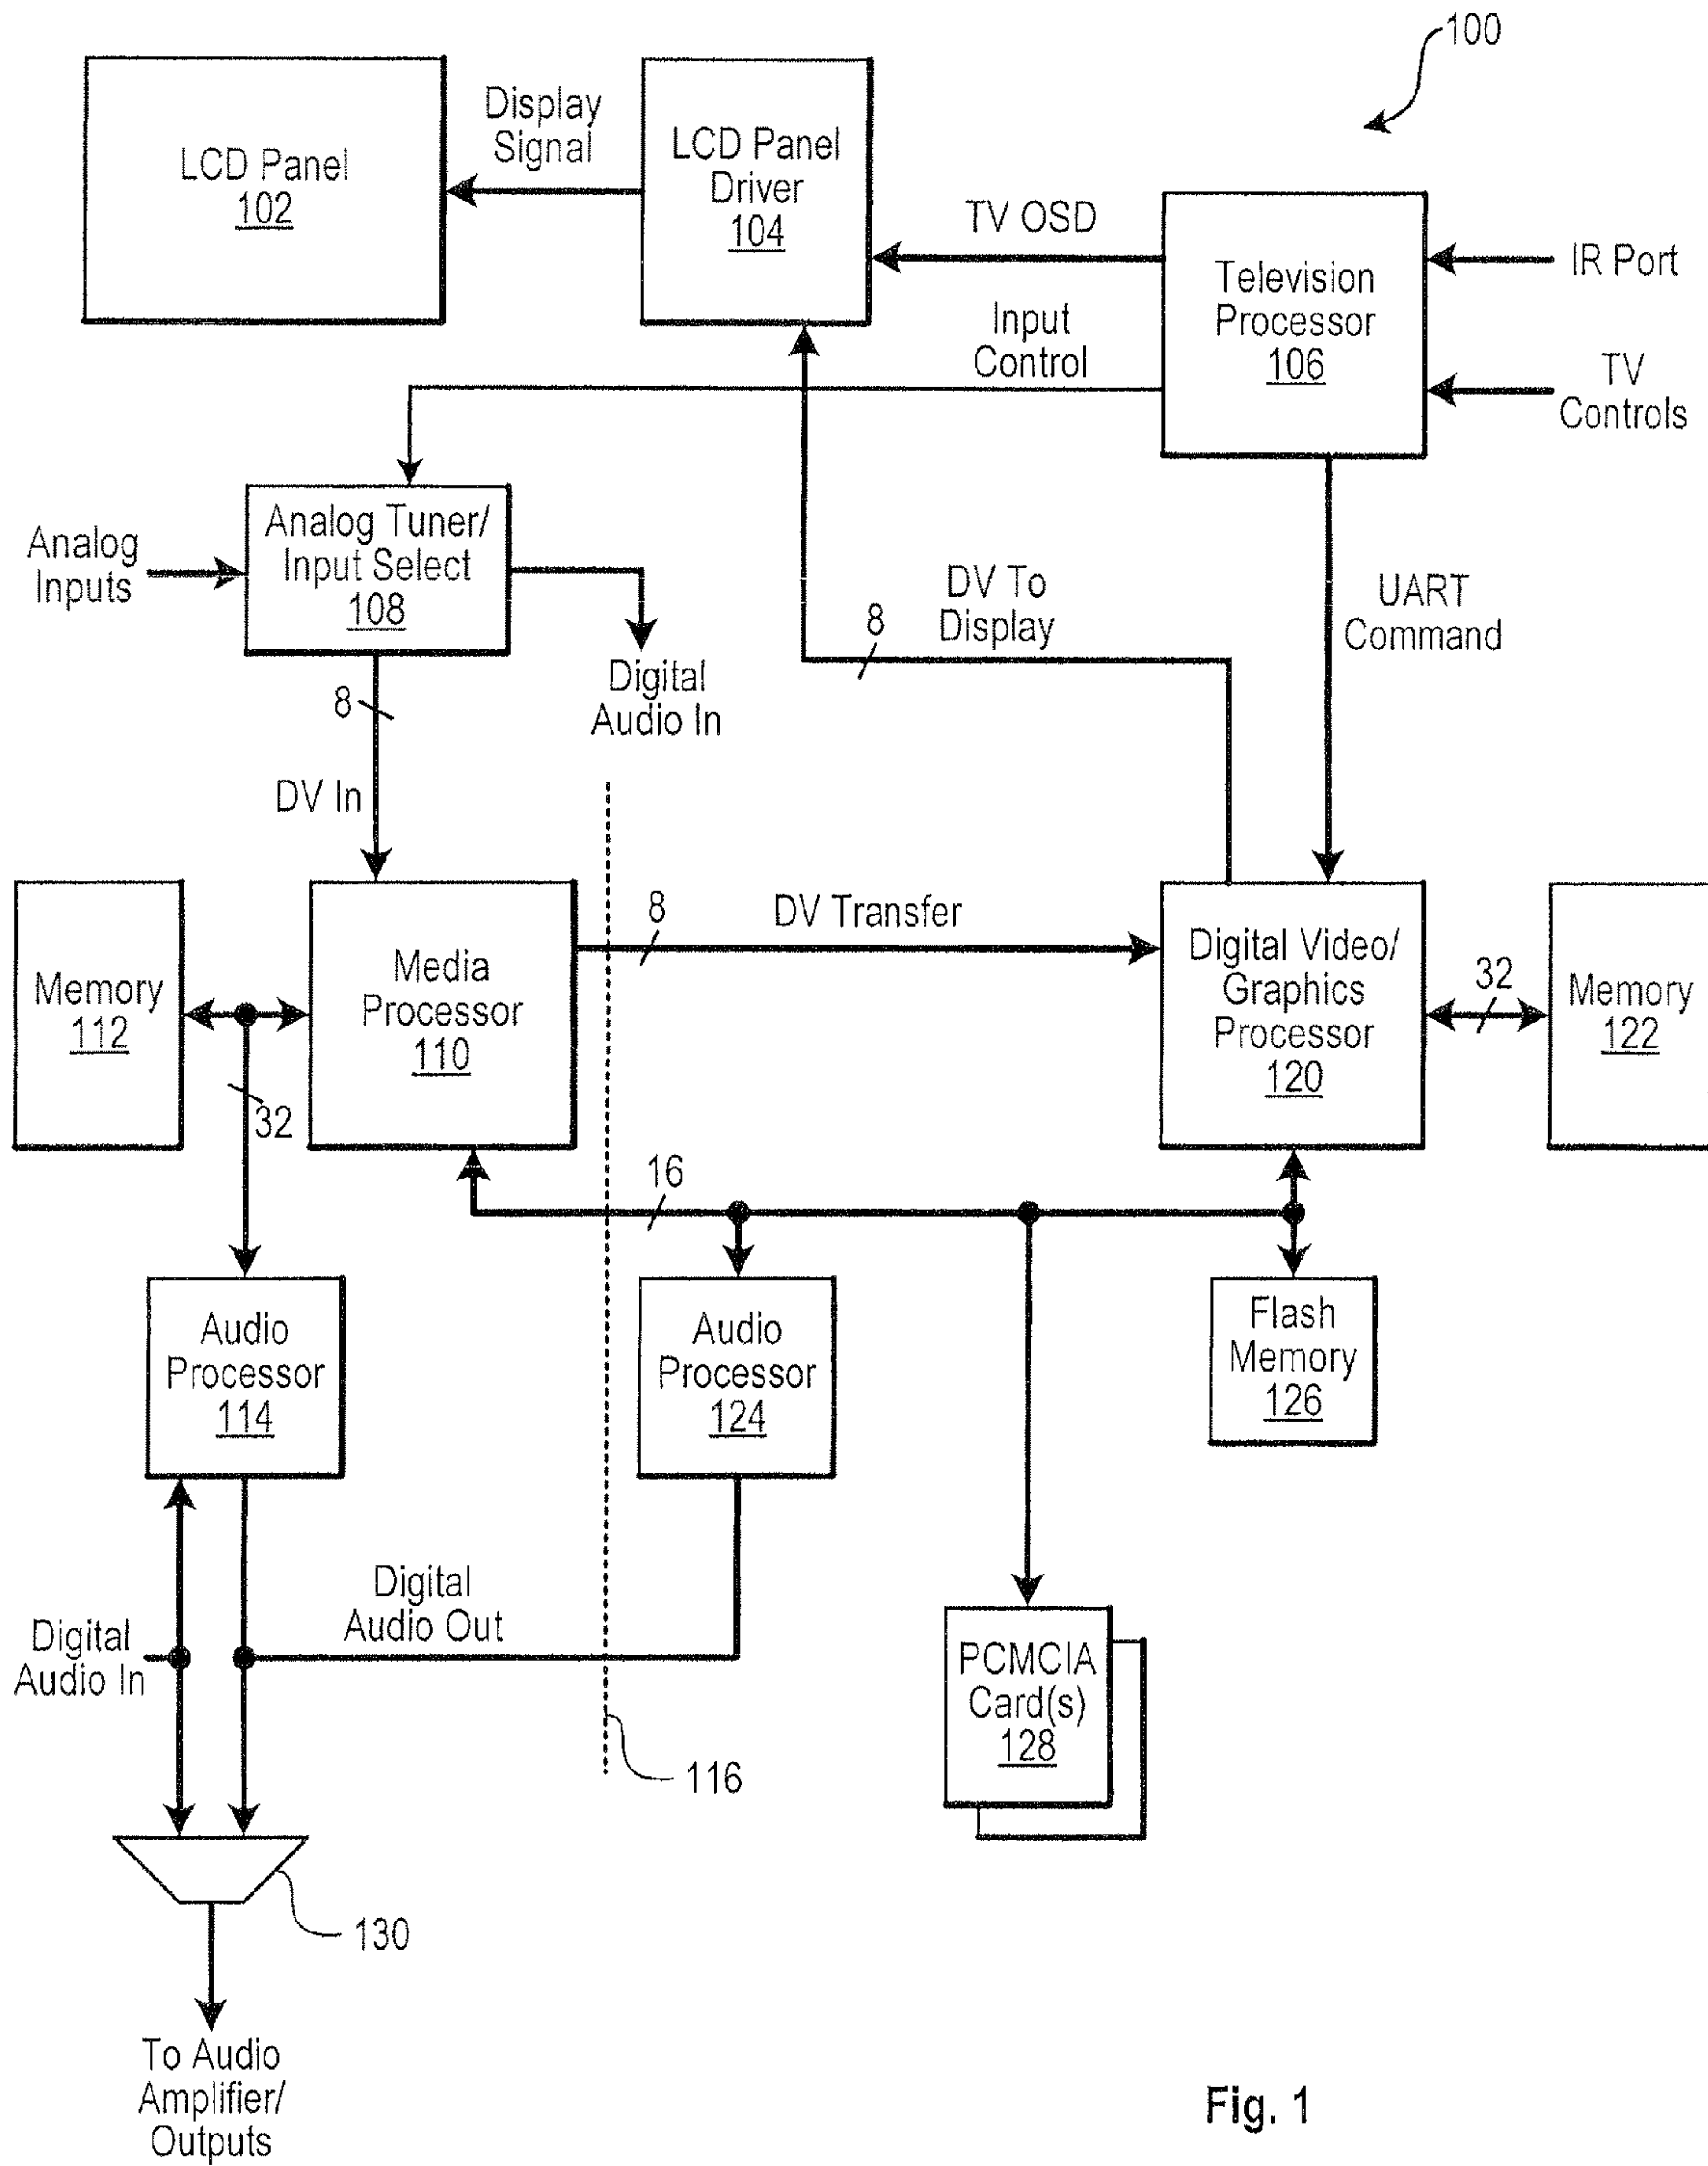 100
LCD Panel
102
Display
Signal
LCD Panel
Driver
104
TV OSD
Television
Processor
106
IR Port
TV
Controls
Input
Control
Analog
Inputs
Analog Tuner/
Input Select
108
Digital
Audio In
8
DV In
8
DV To
Display
UART
Command
Memory
112
Media
Processor
110
8
DV Transfer
Digital Video/
Graphics
Processor
120
32
Memory
122
32
16
Audio
Processor
114
Audio
Processor
124
Flash
Memory
126
Digital
Audio In
Digital
Audio Out
PCMCIA
Card(s)
128
116
130
To Audio
Amplifier/
Outputs
Fig. 1